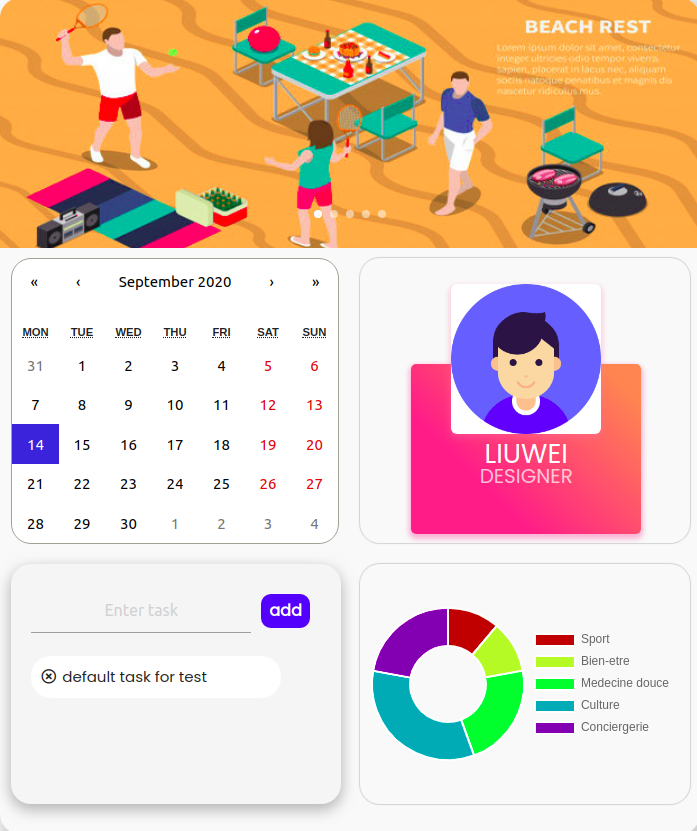 BEACH REST
Lorem ipsum dolor sit amet, consectetur
imeget ultricies odio tempor viverra.
sapien, placerat in lacus nec, aliquam
sociis natoque penatibus et magnis dis
nascetur ridiculus mus.
« ‹ September 2020 › »
MON TUE WED THU FRI SAT SUN
31 1 2 3 4 5 6
7 8 9 10 11 12 13
14 15 16 17 18 19 20
21 22 23 24 25 26 27
28 29 30 1 2 3 4
LIUWEI
DESIGNER
Enter task
add
default task for test
Sport
Bien-etre
Medecine douce
Culture
Conciergerie